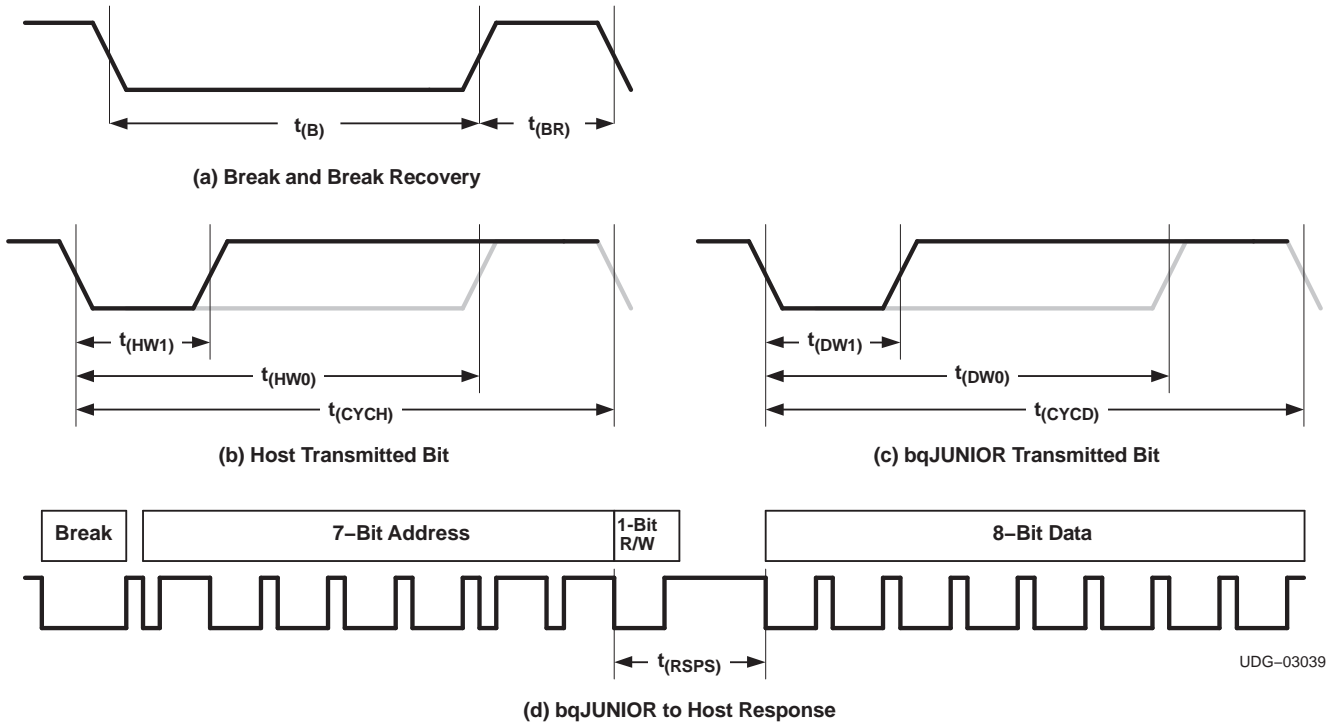 t(B)
t(BR)
(a) Break and Break Recovery
t(HW1)
t(HW0)
t(CYCH)
(b) Host Transmitted Bit
t(DW1)
t(DW0)
t(CYCD)
(c) bqJUNIOR Transmitted Bit
Break
7−Bit Address
1-Bit
R/W
8−Bit Data
t(RSPS)
UDG−03039
(d) bqJUNIOR to Host Response